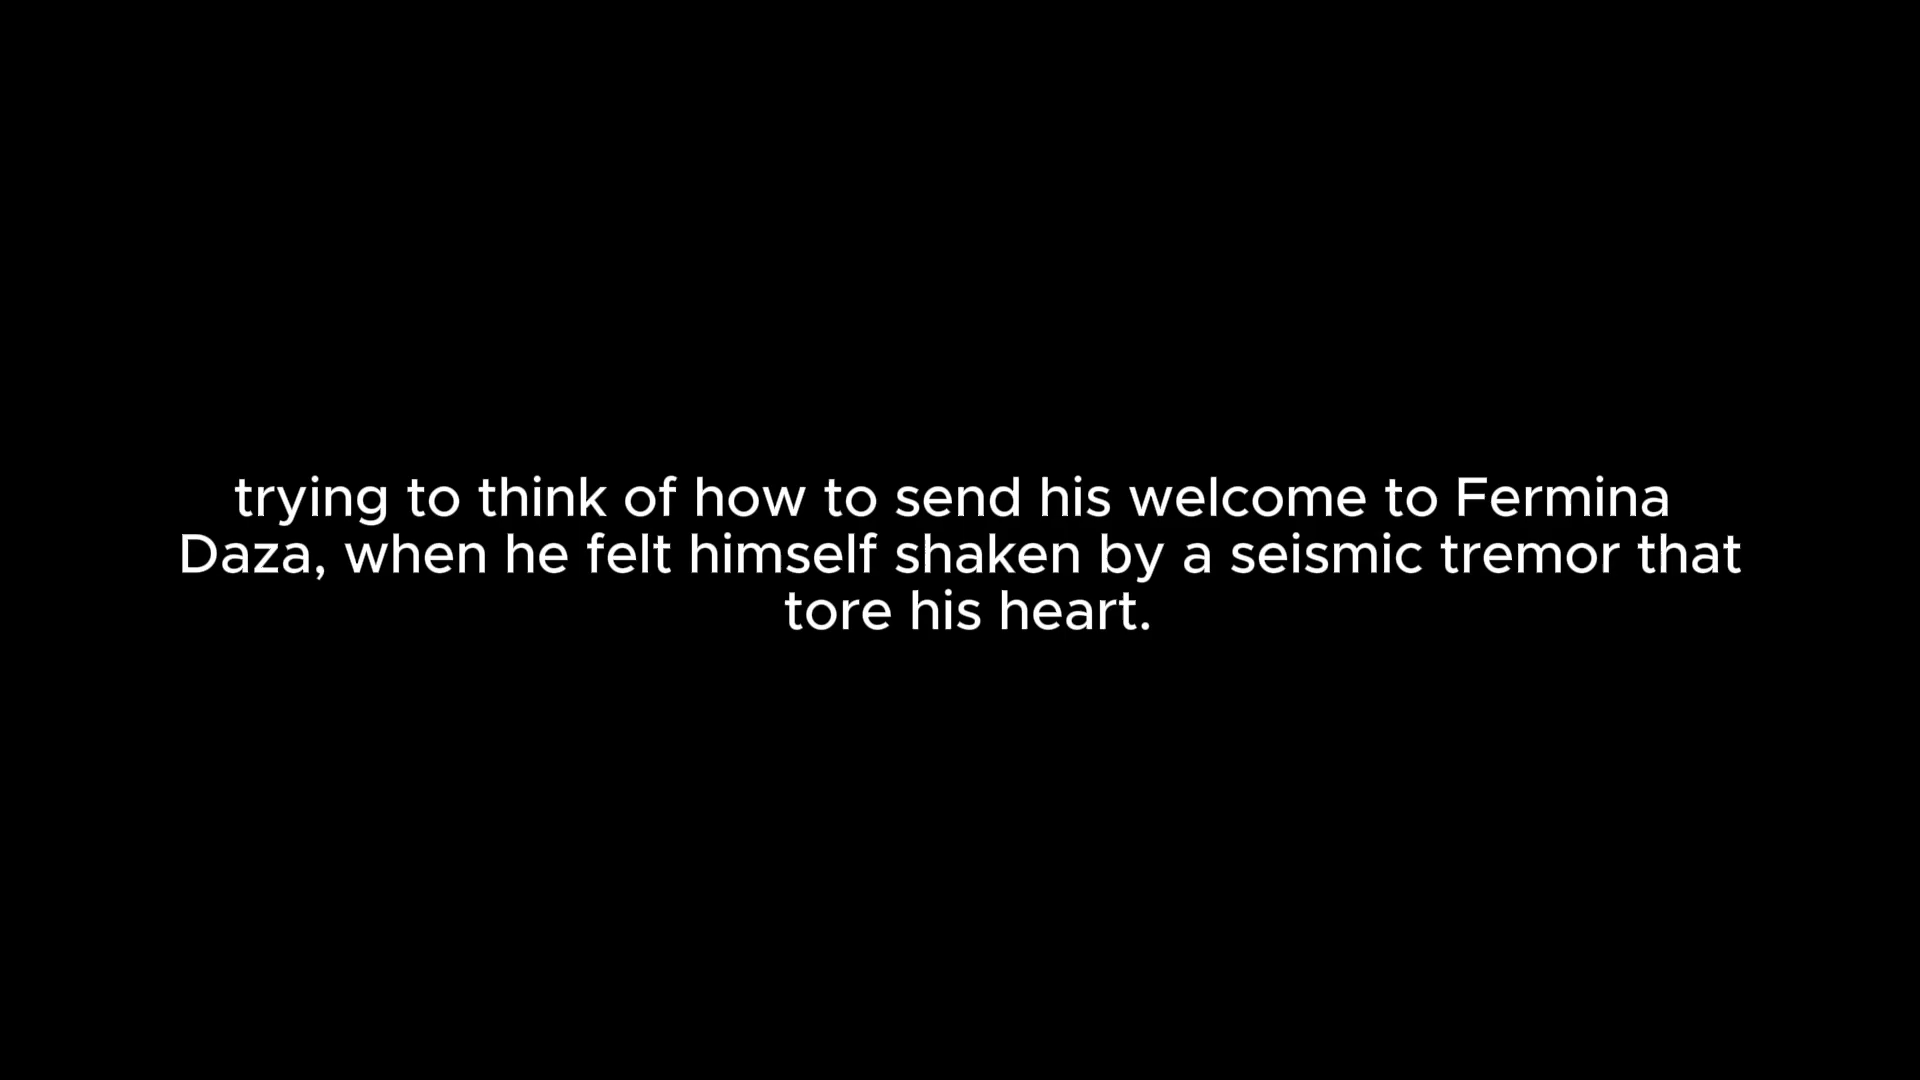 trying to think of how to send his welcome to Fermina
Daza, when he felt himself shaken by a seismic tremor that
tore his heart.